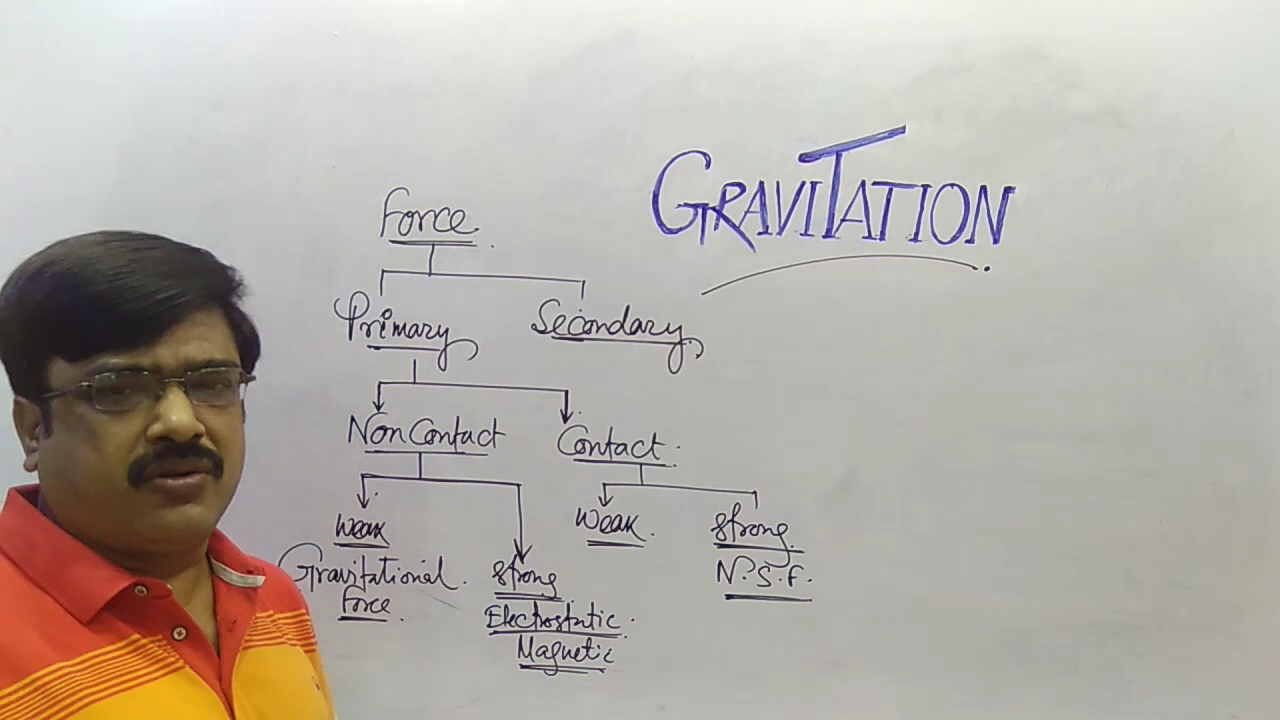 GRAVITATION
Force
Primary Secondary
Non Contact Contact
Weak Weak Strong
Gravitational Strong N.S.F.
Force Electrostatic
Magnetic